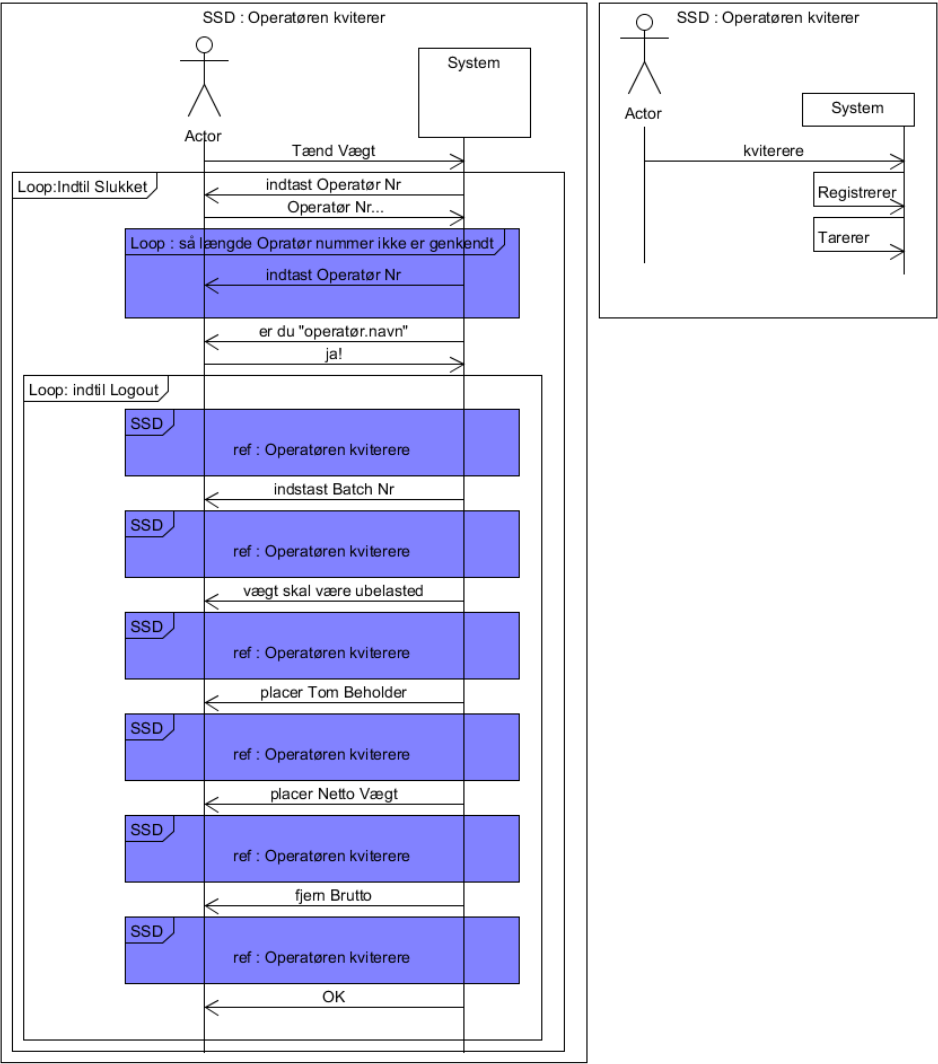 SSD : Operatøren kviterer
Actor
System
Tænd Vægt
Loop:Indtil Slukket
indtast Operatør Nr
Operatør Nr...
Loop : så længde Opratør nummer ikke er genkendt
indtast Operatør Nr
er du "operatør.navn"
ja!
Loop: indtil Logout
SSD
ref : Operatøren kviterere
indstast Batch Nr
SSD
ref : Operatøren kviterere
vægt skal være ubelasted
SSD
ref : Operatøren kviterere
placer Tom Beholder
SSD
ref : Operatøren kviterere
placer Netto Vægt
SSD
ref : Operatøren kviterere
fjern Brutto
SSD
ref : Operatøren kviterere
OK
SSD : Operatøren kviterer
Actor
System
kviterere
Registrerer
Tarerer